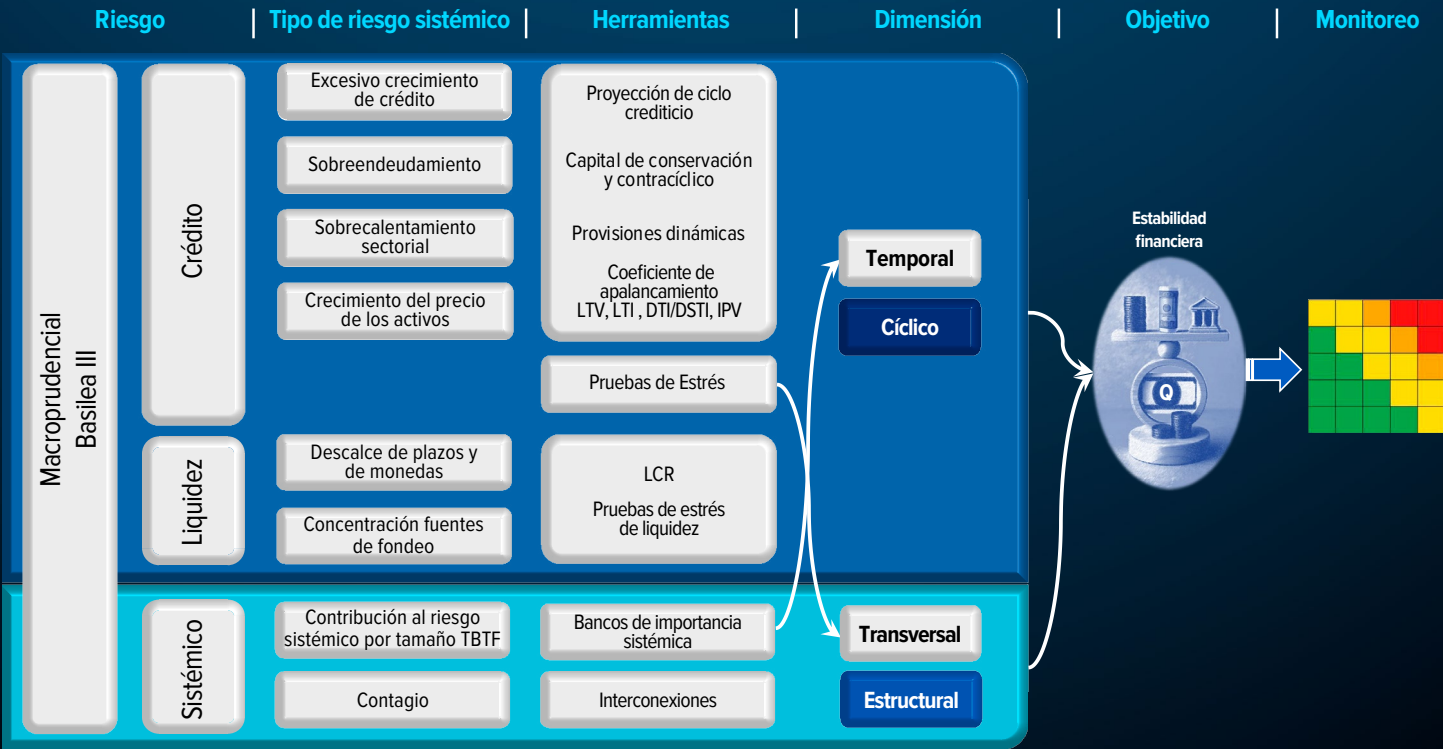 Riesgo
Tipo de riesgo sistémico
Herramientas
Dimensión
Objetivo
Monitoreo
Macroprudencial
Basilea III
Crédito
Excesivo crecimiento
de crédito
Sobreendeudamiento
Sobrecalentamiento
sectorial
Crecimiento del precio
de los activos
Proyección de ciclo
crediticio
Capital de conservación
y contracíclico
Provisiones dinámicas
Coeficiente de
apalancamiento
LTV, LTI , DTI/DSTI, IPV
Pruebas de Estrés
Temporal
Cíclico
Estabilidad
financiera
Q
Liquidez
Descalce de plazos y
de monedas
Concentración fuentes
de fondeo
LCR
Pruebas de estrés
de liquidez
Sistémico
Contribución al riesgo
sistémico por tamaño TBTF
Contagio
Bancos de importancia
sistémica
Interconexiones
Transversal
Estructural